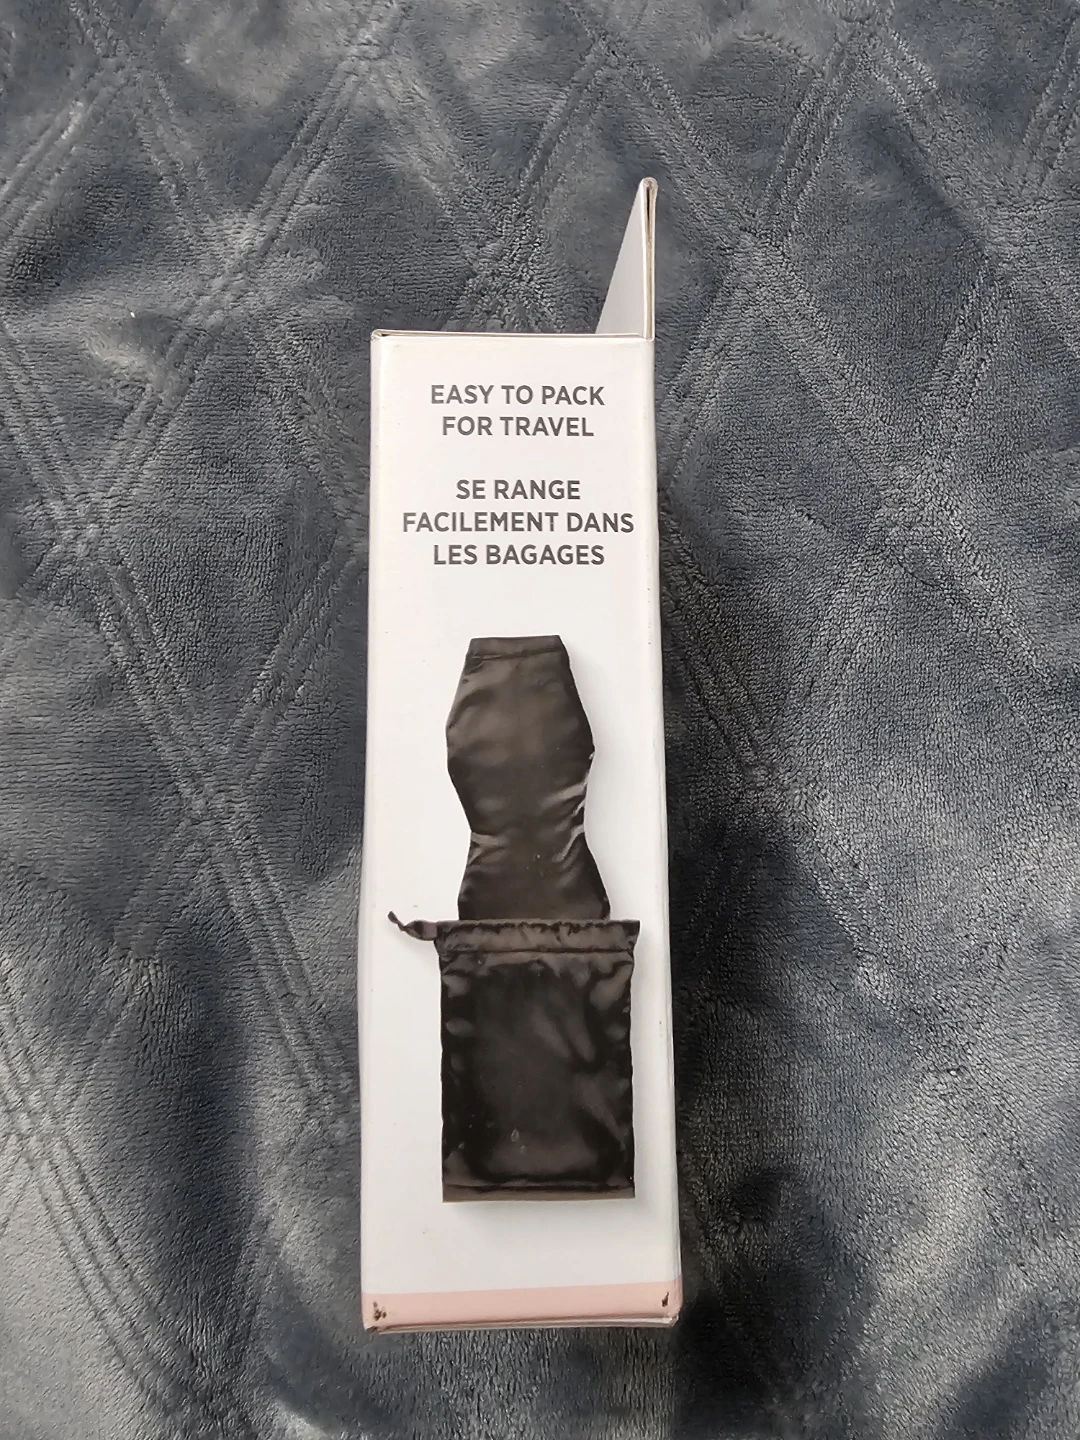 EASY TO PACK
FOR TRAVEL
SE RANGE
FACILEMENT DANS
LES BAGAGES